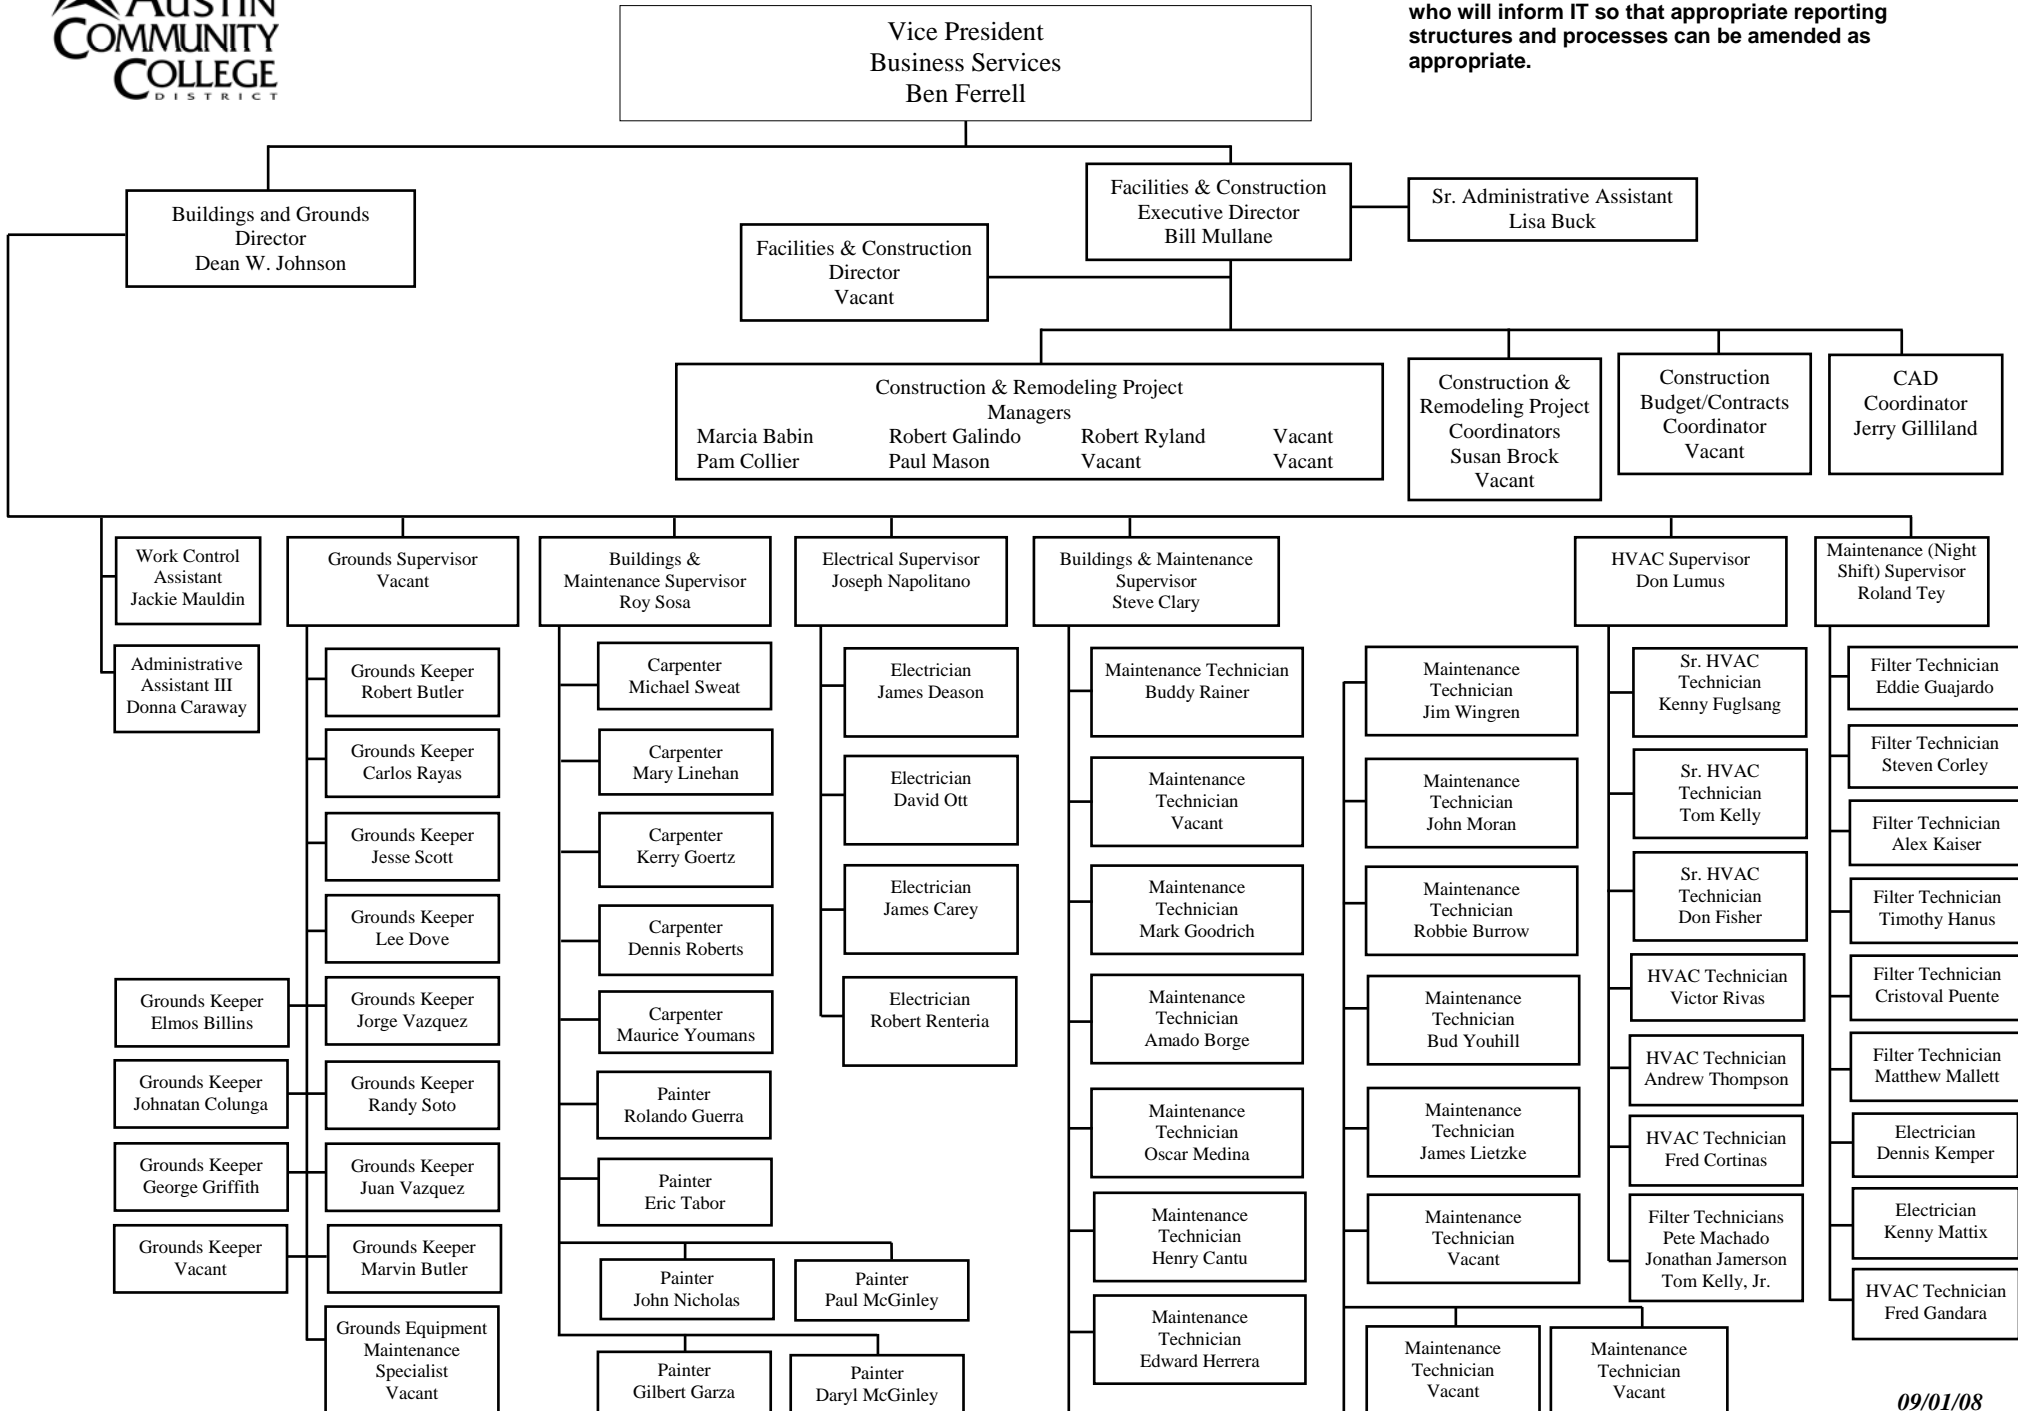 AUSTIN
COMMUNITY
COLLEGE
DISTRICT
who will inform IT so that appropriate reporting
structures and processes can be amended as
appropriate.
Vice President
Business Services
Ben Ferrell
Buildings and Grounds
Director
Dean W. Johnson
Facilities & Construction
Executive Director
Bill Mullane
Sr. Administrative Assistant
Lisa Buck
Facilities & Construction
Director
Vacant
Construction & Remodeling Project
Managers
Marcia Babin Robert Galindo Robert Ryland Vacant
Pam Collier Paul Mason Vacant Vacant
Construction &
Remodeling Project
Coordinators
Susan Brock
Vacant
Construction
Budget/Contracts
Coordinator
Vacant
CAD
Coordinator
Jerry Gilliland
Work Control
Assistant
Jackie Mauldin
Administrative
Assistant III
Donna Caraway
Grounds Supervisor
Vacant
Grounds Keeper
Robert Butler
Grounds Keeper
Carlos Rayas
Grounds Keeper
Jesse Scott
Grounds Keeper
Lee Dove
Grounds Keeper
Elmos Billins
Grounds Keeper
Jorge Vazquez
Grounds Keeper
Johnatan Colunga
Grounds Keeper
Randy Soto
Grounds Keeper
George Griffith
Grounds Keeper
Juan Vazquez
Grounds Keeper
Vacant
Grounds Keeper
Marvin Butler
Grounds Equipment
Maintenance
Specialist
Vacant
Buildings &
Maintenance Supervisor
Roy Sosa
Carpenter
Michael Sweat
Carpenter
Mary Linehan
Carpenter
Kerry Goertz
Carpenter
Dennis Roberts
Carpenter
Maurice Youmans
Painter
Rolando Guerra
Painter
Eric Tabor
Painter
John Nicholas
Painter
Paul McGinley
Painter
Gilbert Garza
Painter
Daryl McGinley
Electrical Supervisor
Joseph Napolitano
Electrician
James Deason
Electrician
David Ott
Electrician
James Carey
Electrician
Robert Renteria
Buildings & Maintenance
Supervisor
Steve Clary
Maintenance Technician
Buddy Rainer
Maintenance
Technician
Vacant
Maintenance
Technician
Mark Goodrich
Maintenance
Technician
Amado Borge
Maintenance
Technician
Oscar Medina
Maintenance
Technician
Henry Cantu
Maintenance
Technician
Edward Herrera
Maintenance
Technician
Jim Wingren
Maintenance
Technician
John Moran
Maintenance
Technician
Robbie Burrow
Maintenance
Technician
Bud Youhill
Maintenance
Technician
James Lietzke
Maintenance
Technician
Vacant
Maintenance
Technician
Vacant
Maintenance
Technician
Vacant
HVAC Supervisor
Don Lumus
Sr. HVAC
Technician
Kenny Fuglsang
Sr. HVAC
Technician
Tom Kelly
Sr. HVAC
Technician
Don Fisher
HVAC Technician
Victor Rivas
HVAC Technician
Andrew Thompson
HVAC Technician
Fred Cortinas
Filter Technicians
Pete Machado
Jonathan Jamerson
Tom Kelly, Jr.
Maintenance (Night
Shift) Supervisor
Roland Tey
Filter Technician
Eddie Guajardo
Filter Technician
Steven Corley
Filter Technician
Alex Kaiser
Filter Technician
Timothy Hanus
Filter Technician
Cristoval Puente
Filter Technician
Matthew Mallett
Electrician
Dennis Kemper
Electrician
Kenny Mattix
HVAC Technician
Fred Gandara
09/01/08